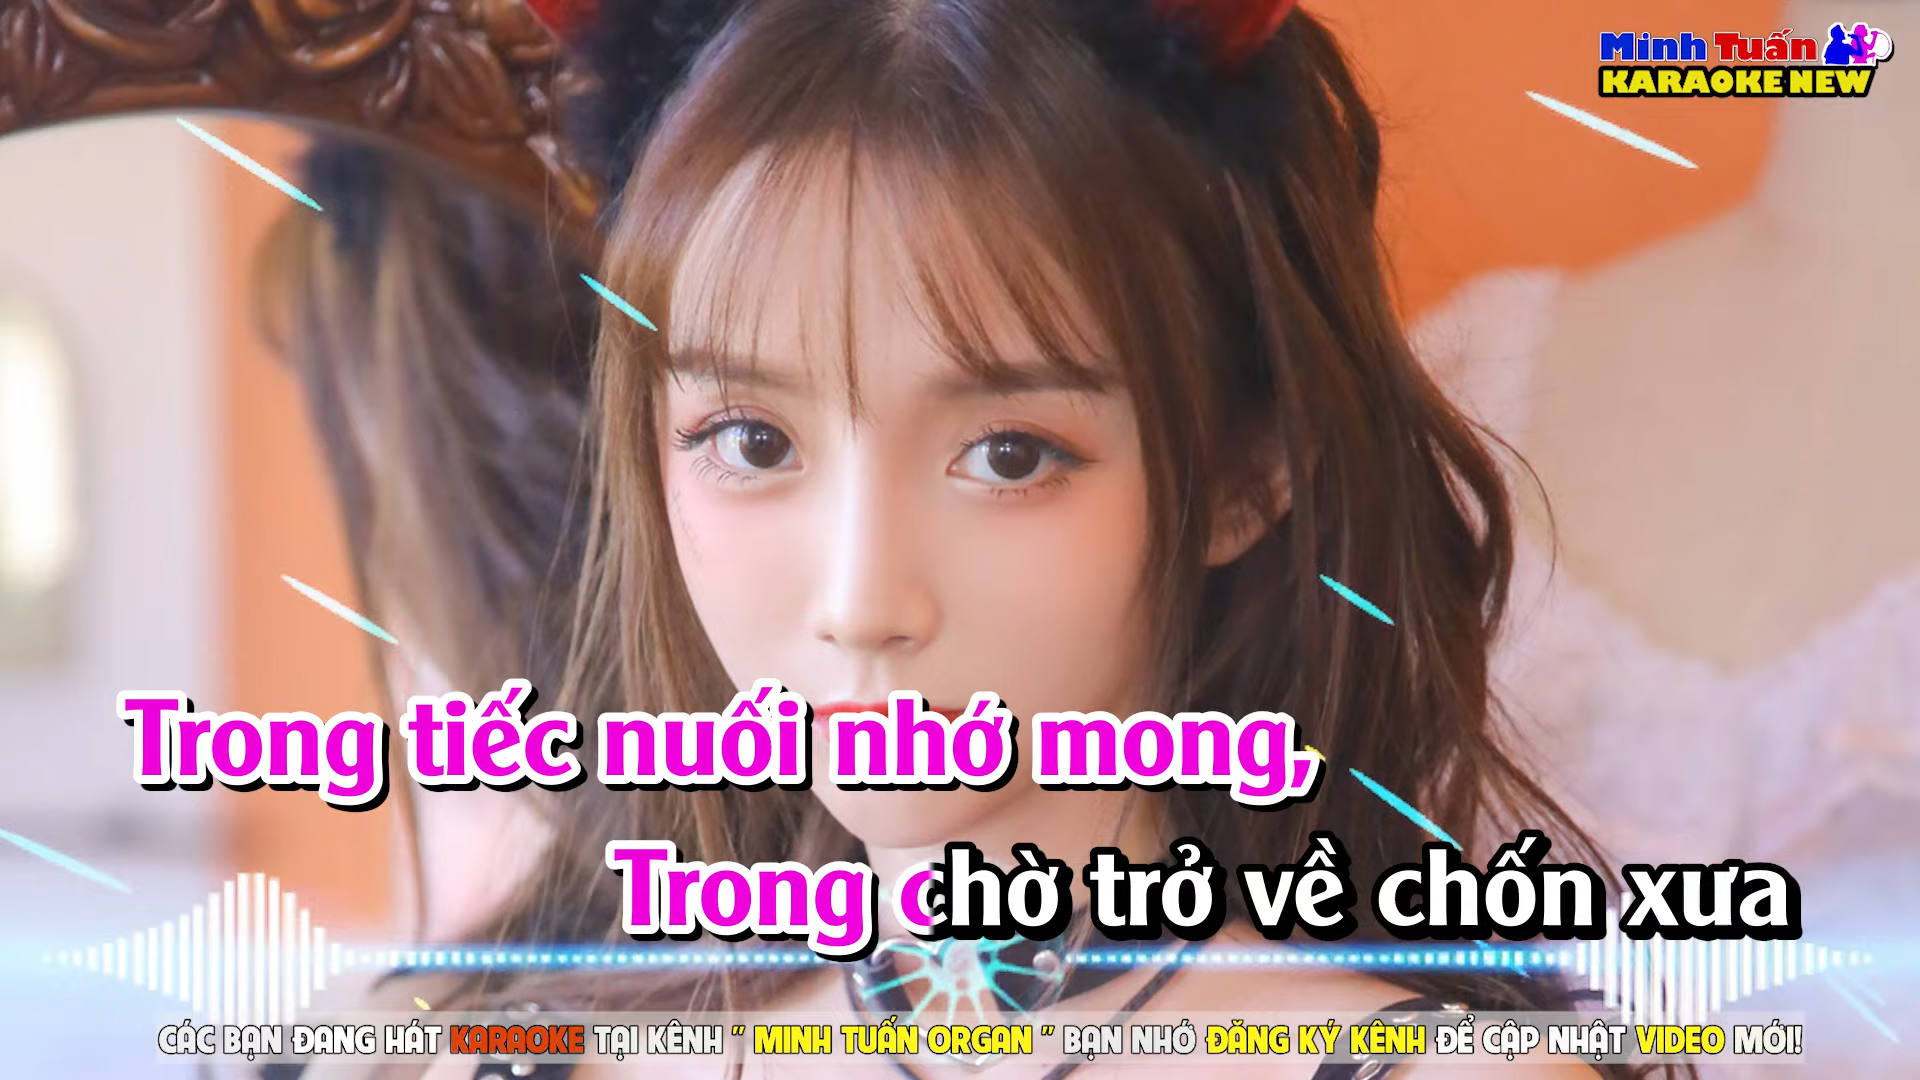 Minh Tuấn
KARAOKE NEW
Trong tiếc nuối nhớ mong,
Trong chờ trở về chốn xưa
CÁC BẠN ĐANG HÁT KARAOKE TẠI KÊNH " MINH TUẤN ORGAN " BẠN NHỚ ĐĂNG KÝ KÊNH ĐỂ CẬP NHẬT VIDEO MỚI!